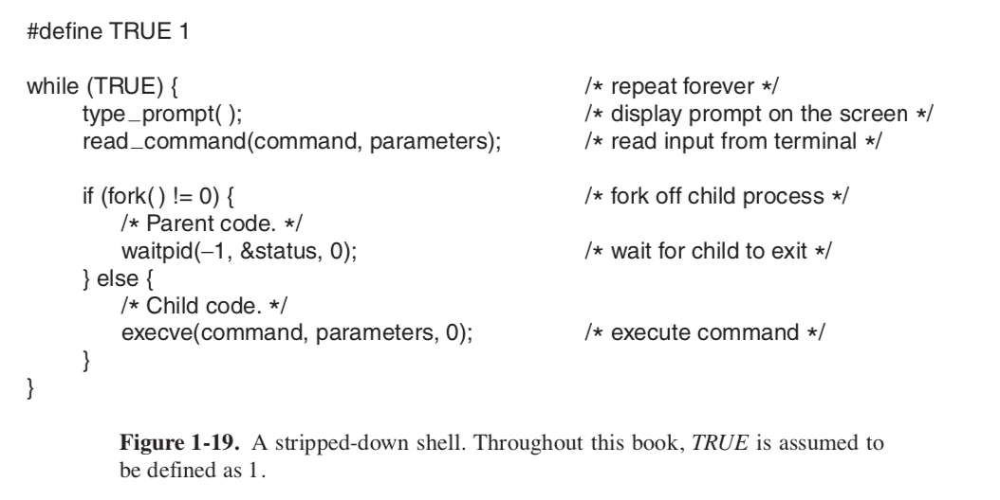 #define TRUE 1
while (TRUE) { /* repeat forever */
type_prompt( ); /* display prompt on the screen */
read_command(command, parameters); /* read input from terminal */
if (fork( ) != 0) { /* fork off child process */
/* Parent code. */
waitpid(−1, &status, 0); /* wait for child to exit */
} else {
/* Child code. */
execve(command, parameters, 0); /* execute command */
}
}
Figure 1-19. A stripped-down shell. Throughout this book, TRUE is assumed to
be defined as 1.